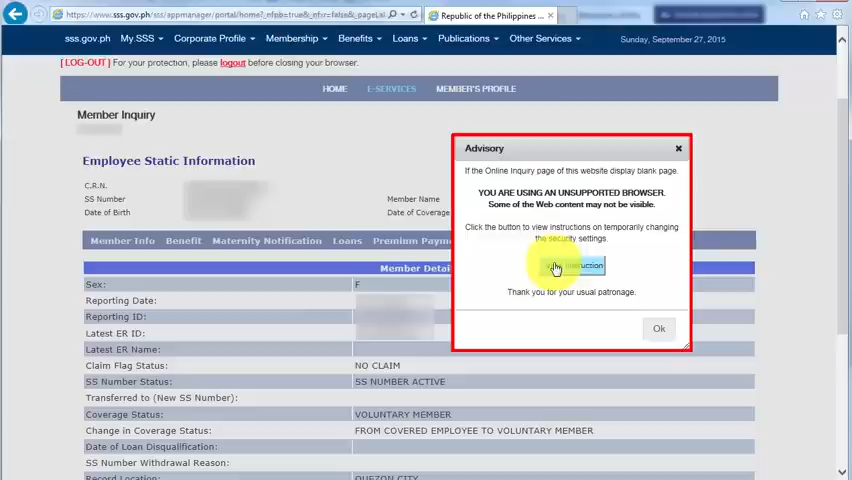 https://www.sss.gov.ph/sss/appmanager/portal/home?_nfpb=true&_nfxr=false&_pageLa
Republic of the Philippines ...
sss.gov.ph My.SSS Corporate Profile Membership Benefits Loans Publications Other Services Sunday, September 27, 2015
[LOG-OUT] For your protection, please logout before closing your browser.
HOME E-SERVICES MEMBER'S PROFILE
Member Inquiry
Employee Static Information
C.R.N.
SS Number Member Name
Date of Birth Date of Coverage
Member Info Benefit Maternity Notification Loans Premium Payme
Member Detai
Sex: F
Reporting Date:
Reporting ID:
Latest ER ID:
Latest ER Name:
Claim Flag Status: NO CLAIM
SS Number Status: SS NUMBER ACTIVE
Transferred to (New SS Number):
Coverage Status: VOLUNTARY MEMBER
Change in Coverage Status: FROM COVERED EMPLOYEE TO VOLUNTARY MEMBER
Date of Loan Disqualification:
SS Number Withdrawal Reason:
Record Location: QUEZON CITY
Advisory
If the Online Inquiry page of this website display blank page.
YOU ARE USING AN UNSUPPORTED BROWSER.
Some of the Web content may not be visible.
Click the button to view instructions on temporarily changing
the security settings.
Instruction
Thank you for your usual patronage.
Ok